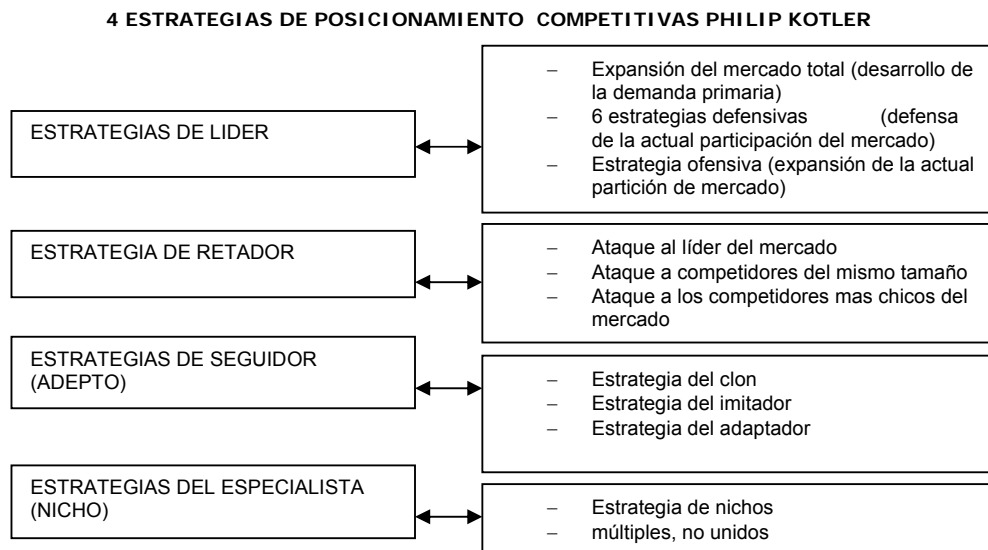 4 ESTRATEGIAS DE POSICIONAMIENTO COMPETITIVAS PHILIP KOTLER
ESTRATEGIAS DE LIDER
– Expansión del mercado total (desarrollo de
la demanda primaria)
– 6 estrategias defensivas (defensa
de la actual participación del mercado)
– Estrategia ofensiva (expansión de la actual
partición de mercado)
ESTRATEGIA DE RETADOR
– Ataque al líder del mercado
– Ataque a competidores del mismo tamaño
– Ataque a los competidores mas chicos del
mercado
ESTRATEGIAS DE SEGUIDOR
(ADEPTO)
– Estrategia del clon
– Estrategia del imitador
– Estrategia del adaptador
ESTRATEGIAS DEL ESPECIALISTA
(NICHO)
– Estrategia de nichos
– múltiples, no unidos